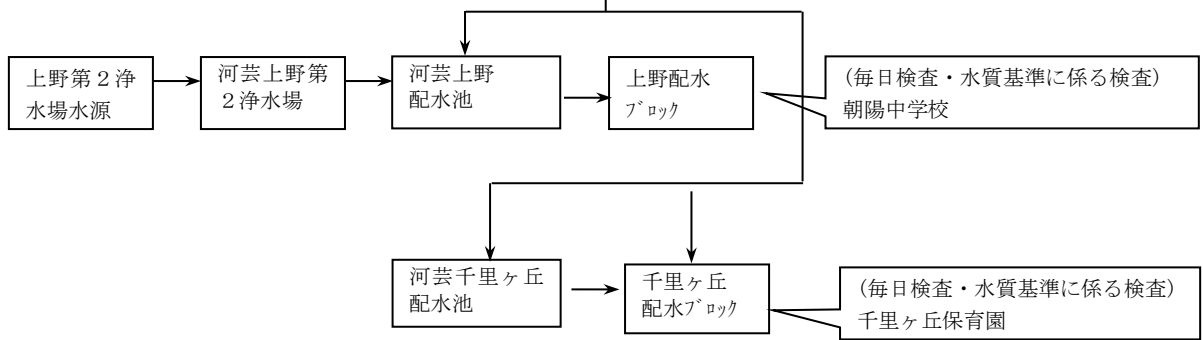 上野第２浄
水場水源
河芸上野第
２浄水場
河芸上野
配水池
上野配水
ﾌﾞﾛｯｸ
(毎日検査・水質基準に係る検査)
朝陽中学校
河芸千里ヶ丘
配水池
千里ヶ丘
配水ﾌﾞﾛｯｸ
(毎日検査・水質基準に係る検査)
千里ヶ丘保育園